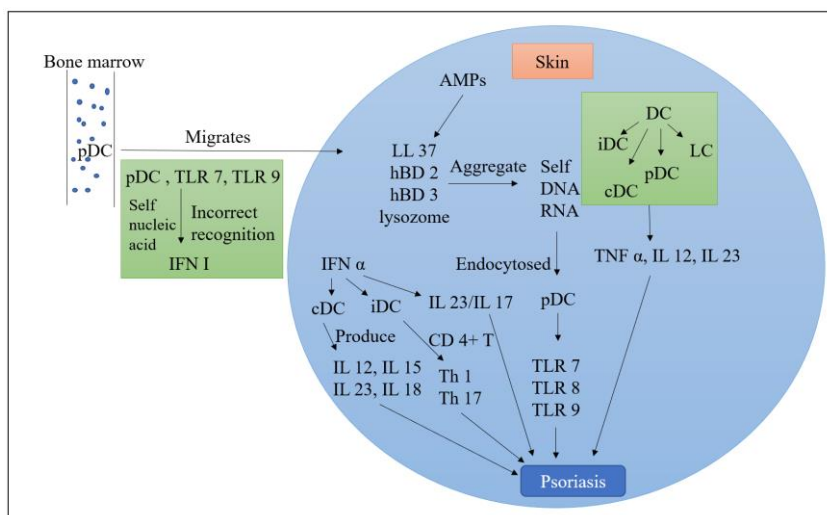 Bone marrow
pDC
Migrates
pDC , TLR 7, TLR 9
Self
nucleic
acid
Incorrect
recognition
IFN I
Skin
AMPs
LL 37
hBD 2
hBD 3
lysozome
Aggregate
Self
DNA
RNA
DC
iDC
LC
pDC
cDC
TNF α, IL 12, IL 23
Endocytosed
pDC
TLR 7
TLR 8
TLR 9
IFN α
cDC
iDC
IL 23/IL 17
Produce
CD 4+ T
IL 12, IL 15
IL 23, IL 18
Th 1
Th 17
Psoriasis